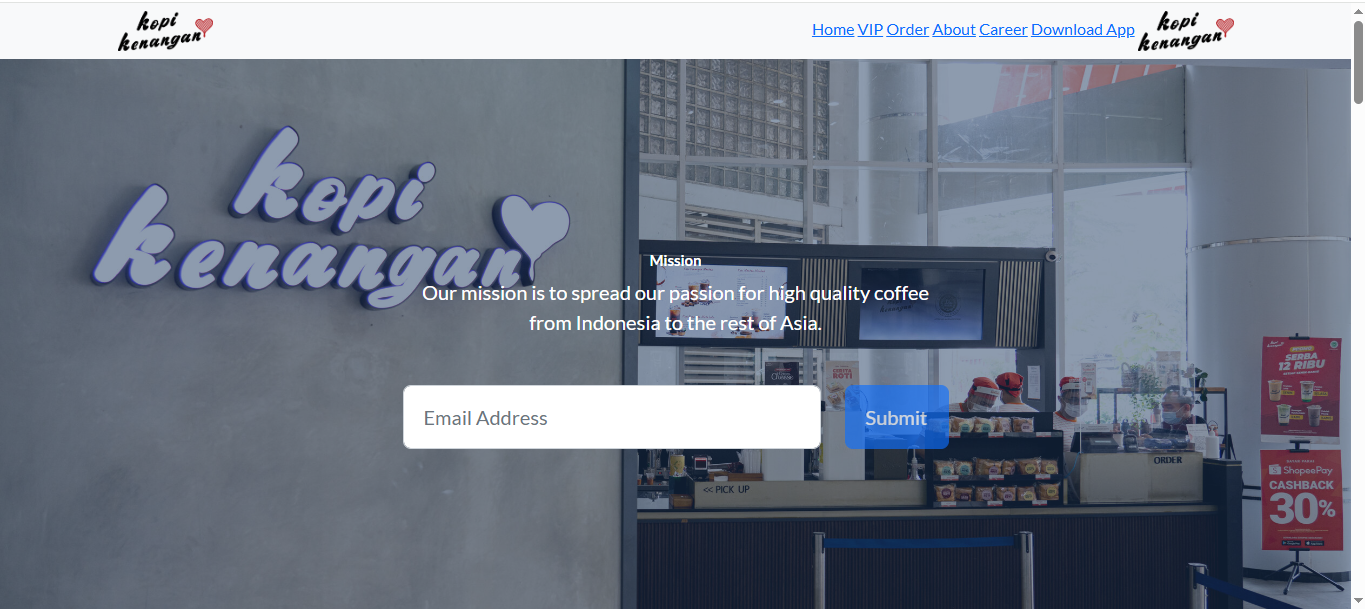 kopi
kenangan
Home VIP Order About Career Download App
kopi
kenangan
kopi
kenangan
Mission
Our mission is to spread our passion for high quality coffee
from Indonesia to the rest of Asia.
Email Address
Submit
SERBA
12 RIBU
<< PICK UP
ORDER
ShopeePay
CASHBACK
30%